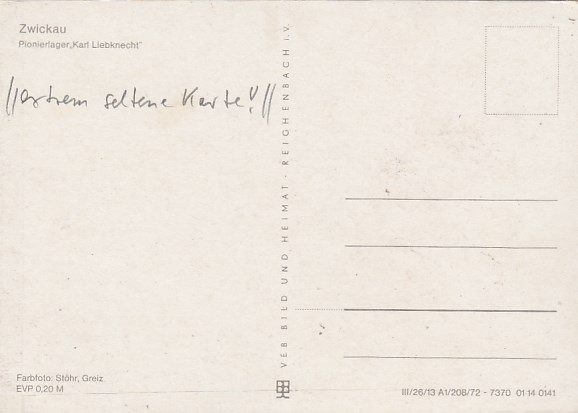 Zwickau
Pionierlager„Karl Liebknecht"
//extrem seltene Karte!//
VEB BILD UND HEIMAT · REICHENBACH i.V.
Farbfoto: Stöhr, Greiz
EVP 0,20 M
III/26/13 A1/208/72 - 7370 01 14 0141